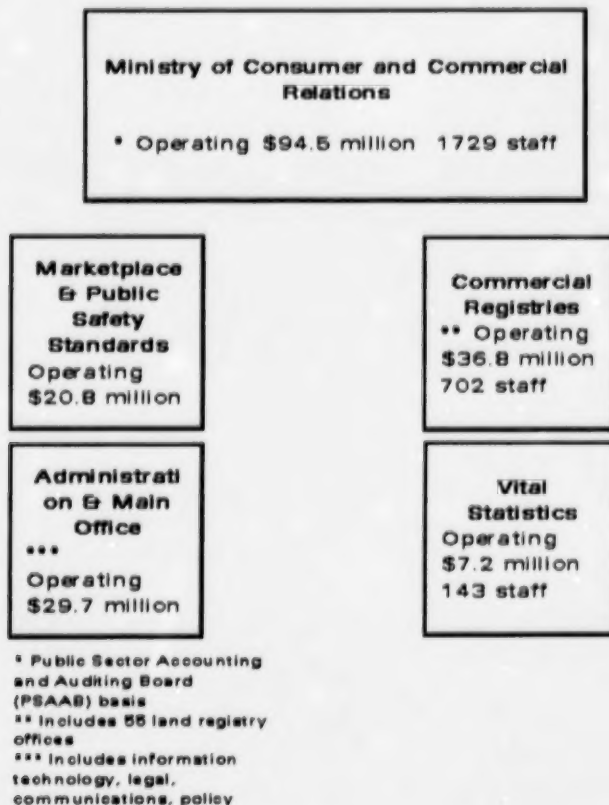 Ministry of Consumer and Commercial
Relations
* Operating $94.5 million 1729 staff
Marketplace
& Public
Safety
Standards
Operating
$20.8 million
Commercial
Registries
** Operating
$36.8 million
702 staff
Administrati
on & Main
Office
***
Operating
$29.7 million
Vital
Statistics
Operating
$7.2 million
143 staff
* Public Sector Accounting
and Auditing Board
(PSAAB) basis
** Includes 55 land registry
offices
*** Includes information
technology, legal,
communications, policy